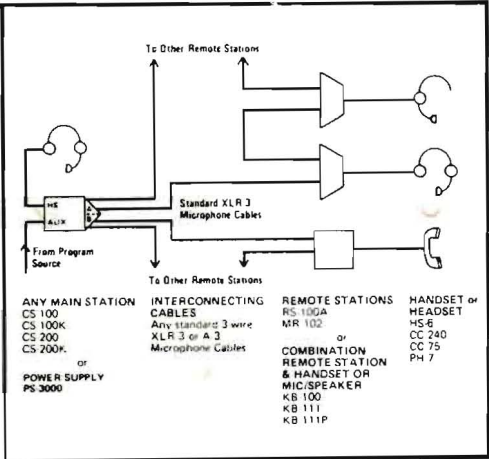 To Other Remote Stations
HS
AUX
A
B
Standard XLR 3
Microphone Cables
From Program
Source
To Other Remote Stations
ANY MAIN STATION
CS 100
CS 100K
CS 200
CS 200K
or
POWER SUPPLY
PS 3000
INTERCONNECTING
CABLES
Any standard 3 wire
XLR 3 or A 3
Microphone Cables
REMOTE STATIONS
RS 100A
MR 102
or
COMBINATION
REMOTE STATION
& HANDSET OR
MIC/SPEAKER
KB 100
KB 111
KB 111P
HANDSET or
HEADSET
HS-6
CC 240
CC 75
PH 7